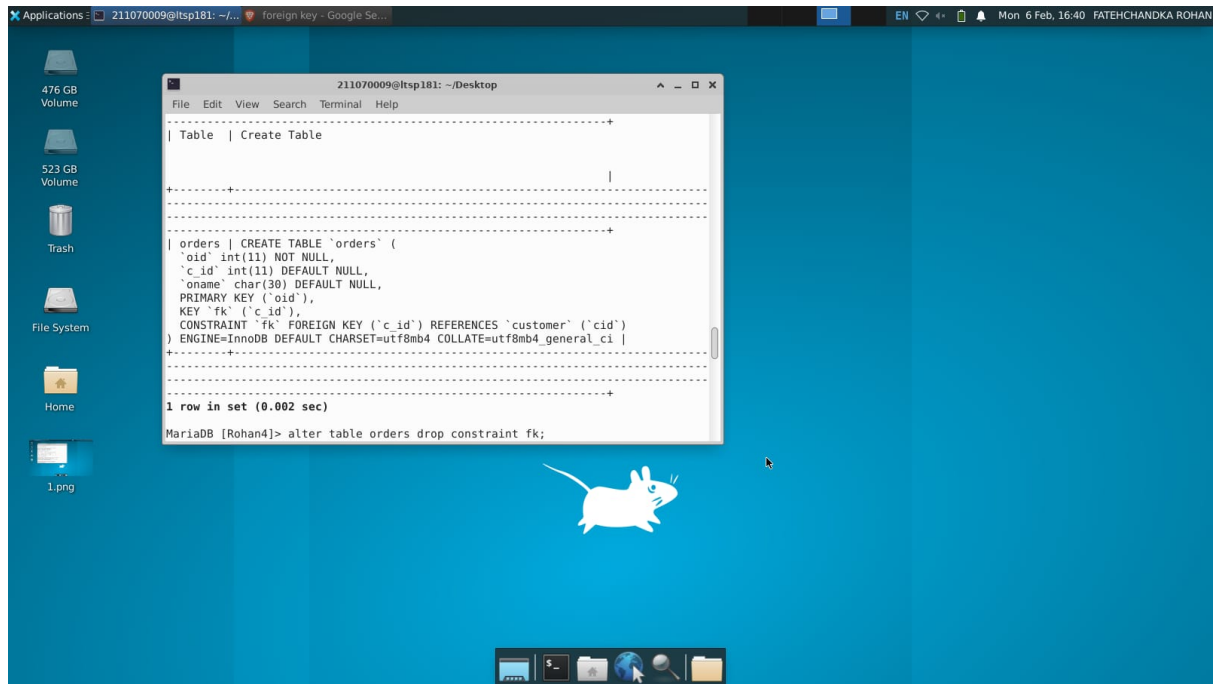 Applications 211070009@ltsp181: ~/... foreign key - Google Se... EN Mon 6 Feb, 16:40 FATEHCHANDKA ROHAN
476 GB
Volume
523 GB
Volume
Trash
File System
Home
1.png
211070009@ltsp181: ~/Desktop
File Edit View Search Terminal Help
------------------------------------------------------------------+
| Table | Create Table
|
+--------+-----------------------------------------------------------------------
---------------------------------------------------------------------------------
---------------------------------------------------------------------------------
------------------------------------------------------------------+
| orders | CREATE TABLE `orders` (
`oid` int(11) NOT NULL,
`c_id` int(11) DEFAULT NULL,
`oname` char(30) DEFAULT NULL,
PRIMARY KEY (`oid`),
KEY `fk` (`c_id`),
CONSTRAINT `fk` FOREIGN KEY (`c_id`) REFERENCES `customer` (`cid`)
) ENGINE=InnoDB DEFAULT CHARSET=utf8mb4 COLLATE=utf8mb4_general_ci |
+--------+-----------------------------------------------------------------------
---------------------------------------------------------------------------------
---------------------------------------------------------------------------------
------------------------------------------------------------------+
1 row in set (0.002 sec)
MariaDB [Rohan4]> alter table orders drop constraint fk;
$_